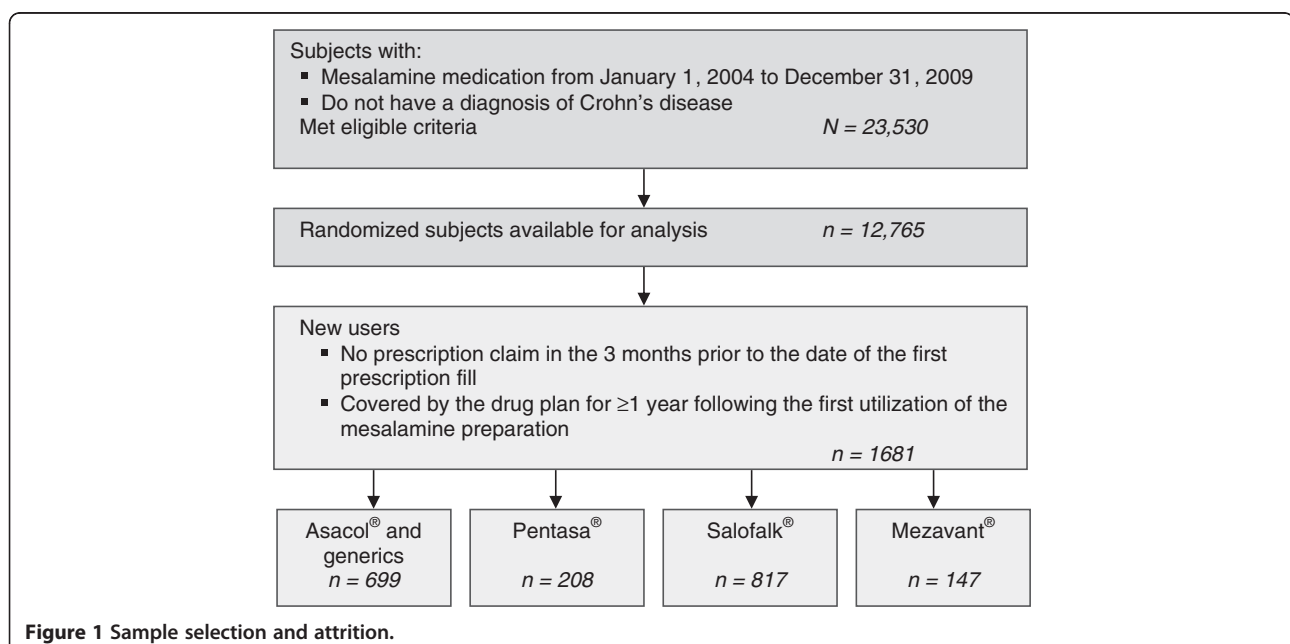 Subjects with:
▪ Mesalamine medication from January 1, 2004 to December 31, 2009
▪ Do not have a diagnosis of Crohn’s disease
Met eligible criteria N = 23,530
Randomized subjects available for analysis n = 12,765
New users
▪ No prescription claim in the 3 months prior to the date of the first
prescription fill
▪ Covered by the drug plan for ≥1 year following the first utilization of the
mesalamine preparation
n = 1681
Asacol® and
generics
n = 699
Pentasa®
n = 208
Salofalk®
n = 817
Mezavant®
n = 147
Figure 1 Sample selection and attrition.